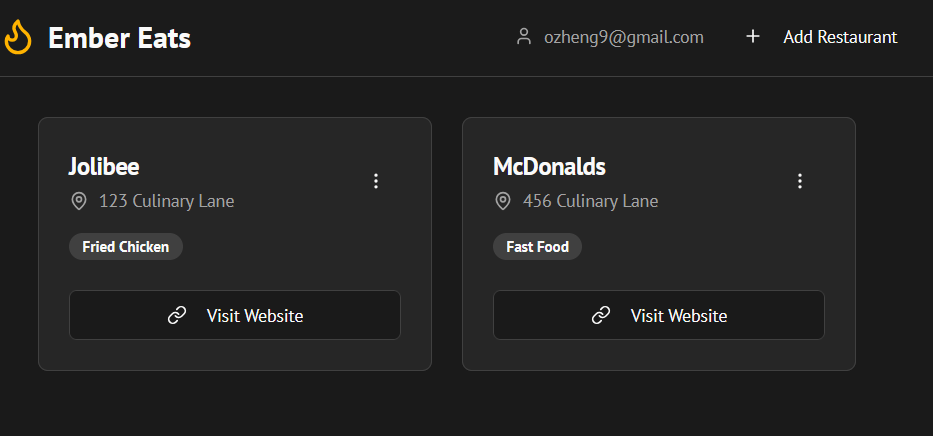 Ember Eats
ozheng9@gmail.com
Add Restaurant
Jolibee
123 Culinary Lane
Fried Chicken
Visit Website
McDonalds
456 Culinary Lane
Fast Food
Visit Website